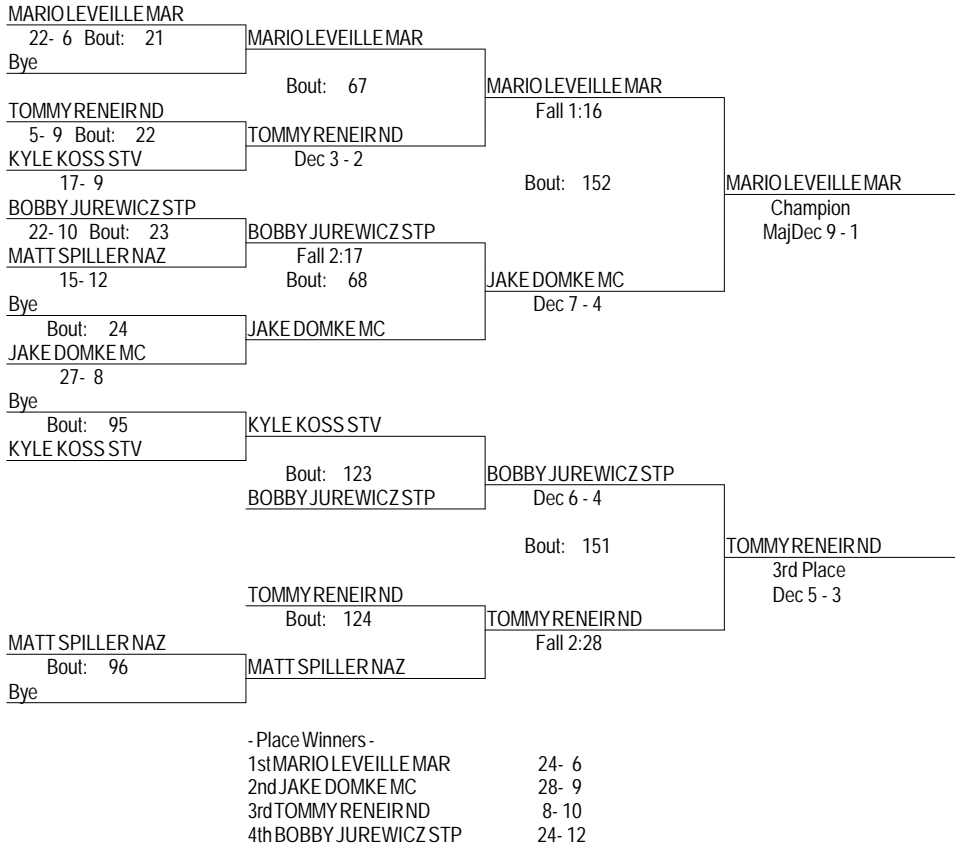 MARIO LEVEILLE MAR
22- 6 Bout: 21
MARIO LEVEILLE MAR
Bye
Bout: 67
MARIO LEVEILLE MAR
TOMMY RENEIR ND
Fall 1:16
5- 9 Bout: 22
TOMMY RENEIR ND
KYLE KOSS STV
Dec 3 - 2
17- 9
Bout: 152
MARIO LEVEILLE MAR
BOBBY JUREWICZ STP
Champion
22- 10 Bout: 23
BOBBY JUREWICZ STP
MajDec 9 - 1
MATT SPILLER NAZ
Fall 2:17
15- 12
Bout: 68
JAKE DOMKE MC
Bye
Dec 7 - 4
Bout: 24
JAKE DOMKE MC
JAKE DOMKE MC
27- 8
Bye
Bout: 95
KYLE KOSS STV
KYLE KOSS STV
Bout: 123
BOBBY JUREWICZ STP
BOBBY JUREWICZ STP
Dec 6 - 4
Bout: 151
TOMMY RENEIR ND
3rd Place
TOMMY RENEIR ND
Dec 5 - 3
Bout: 124
TOMMY RENEIR ND
MATT SPILLER NAZ
Fall 2:28
Bout: 96
MATT SPILLER NAZ
Bye
- Place Winners -
1st MARIO LEVEILLE MAR 24- 6
2nd JAKE DOMKE MC 28- 9
3rd TOMMY RENEIR ND 8- 10
4th BOBBY JUREWICZ STP 24- 12